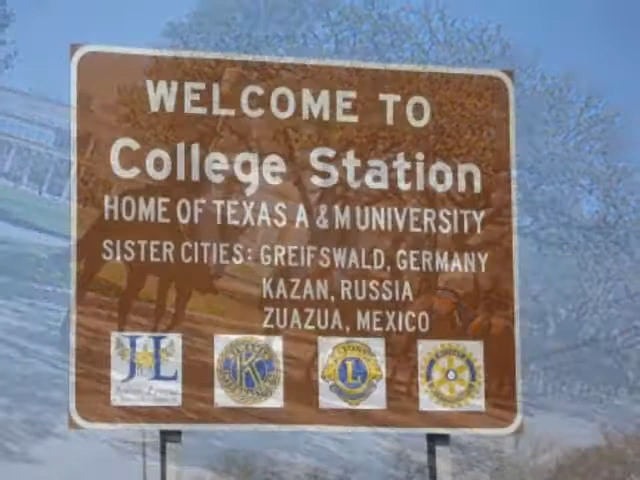 WELCOME TO
College Station
HOME OF TEXAS A & M UNIVERSITY
SISTER CITIES: GREIFSWALD, GERMANY
KAZAN, RUSSIA
ZUAZUA, MEXICO
JL K L